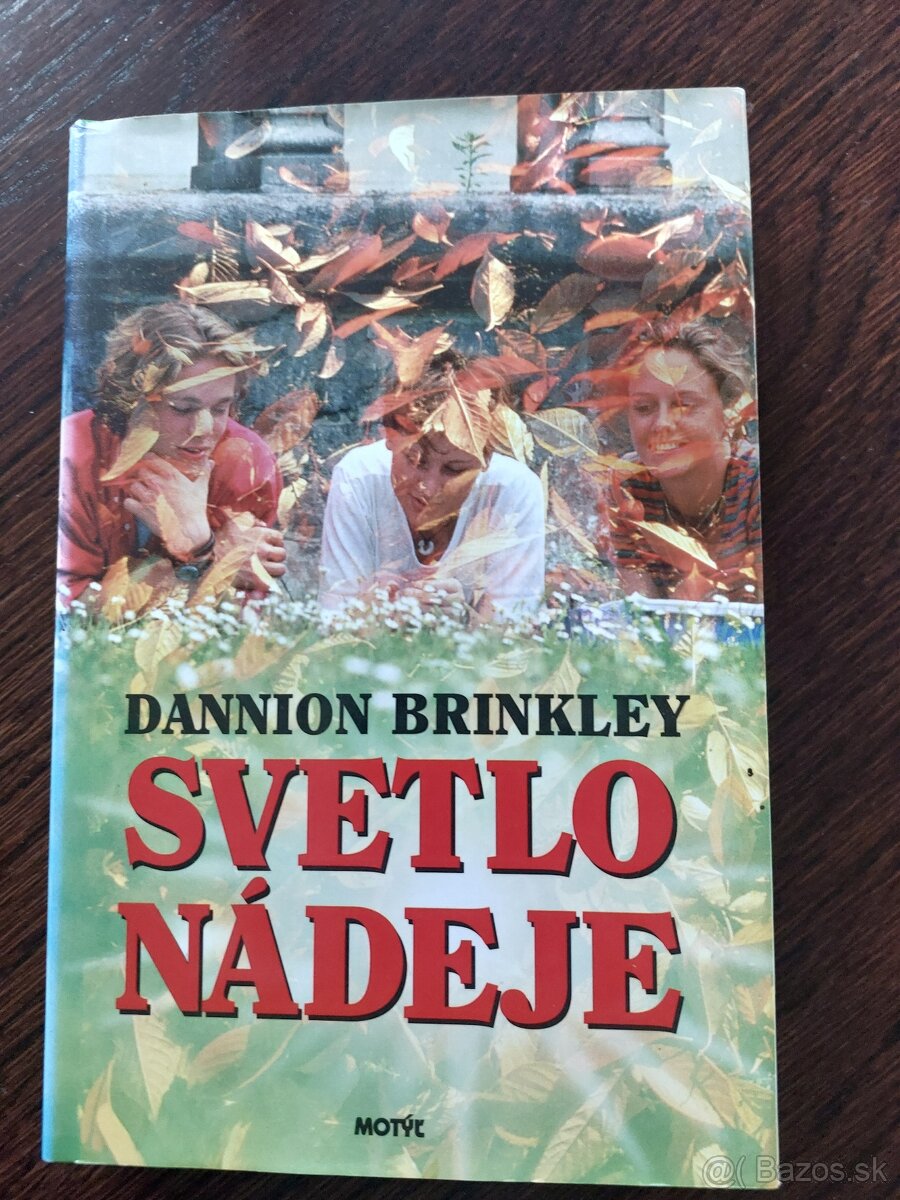 DANNION BRINKLEY
SVETLO
NÁDEJE
MOTÝĽ
@( Bazos.sk